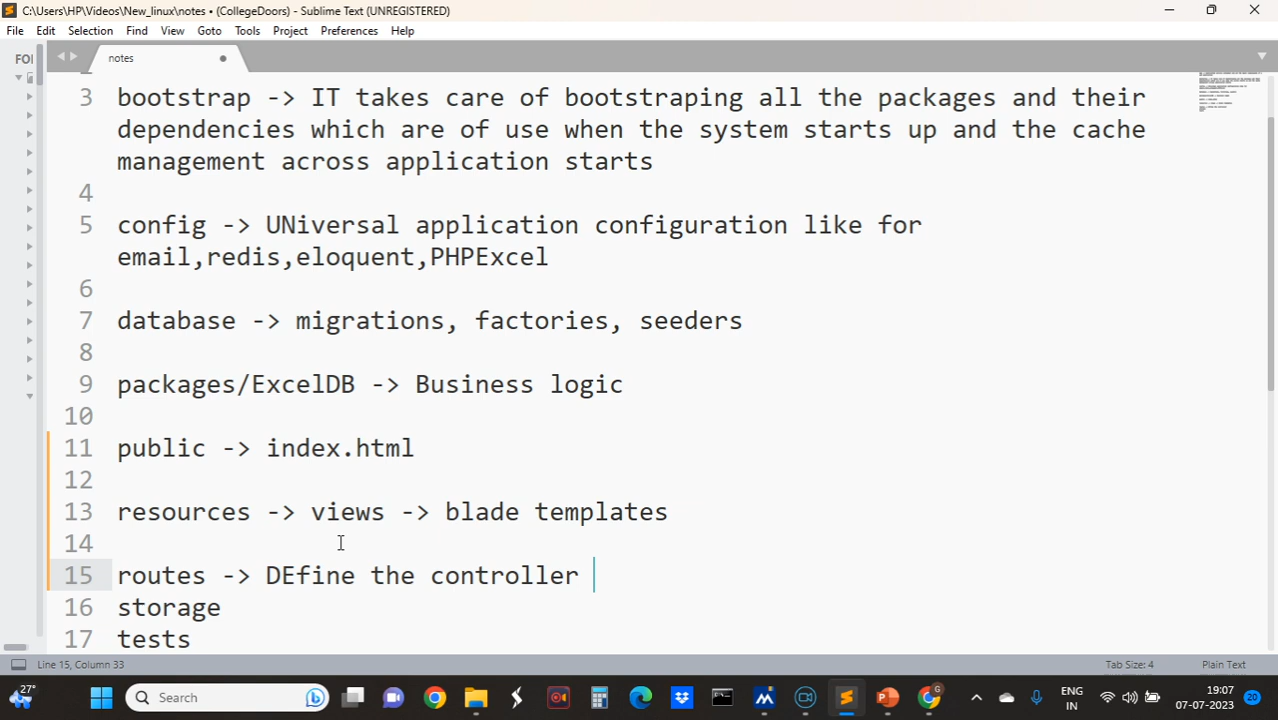 C:\Users\HP\Videos\New_linux\notes • (CollegeDoors) - Sublime Text (UNREGISTERED)
File Edit Selection View Goto Tools Project Preferences Help
FOI
notes
3 bootstrap -> IT takes care of bootstraping all the packages and their
dependencies which are of use when the system starts up and the cache
management across application starts
4
5 config -> UNiversal application configuration like for
email,redis,eloquent,PHPExcel
6
7 database -> migrations, factories, seeders
8
9 packages/ExcelDB -> Business logic
10
11 public -> index.html
12
13 resources -> views -> blade templates
14
15 routes -> DEfine the controller
16 storage
17 tests
Line 15, Column 33 Tab Size: 4 Plain Text
27° Search ENG 19:07
IN 07-07-2023 20